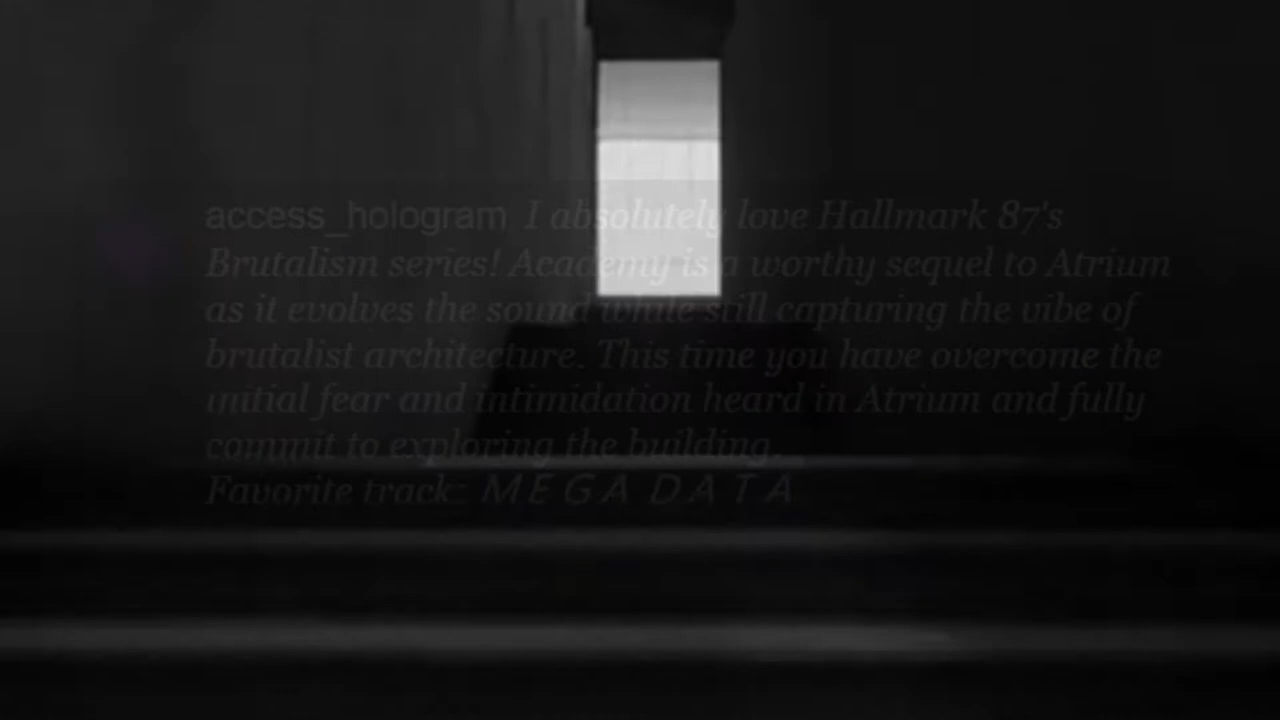 access_hologram I absolutely love Hallmark 87's
Brutalism series! Academy is a worthy sequel to Atrium
as it evolves the sound while still capturing the vibe of
brutalist architecture. This time you have overcome the
initial fear and intimidation heard in Atrium and fully
commit to exploring the building.
Favorite track: M E G A D A T A